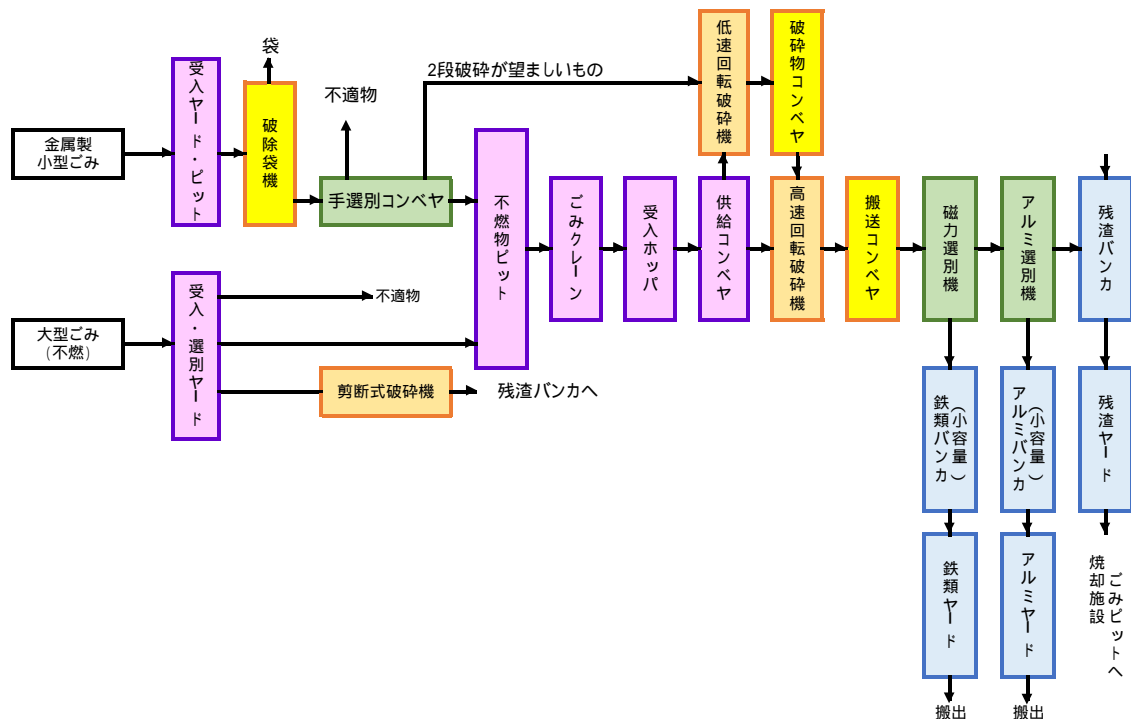 袋
2段破砕が望ましいもの
不適物
金属製
小型ごみ
受入ヤード・ピット
破除袋機
手選別コンベヤ
不燃物ピット
ごみクレーン
受入ホッパ
供給コンベヤ
低速回転破砕機
破砕物コンベヤ
高速回転破砕機
搬送コンベヤ
磁力選別機
アルミ選別機
残渣バンカ
大型ごみ
(不燃)
受入・選別ヤード
不適物
剪断式破砕機
残渣バンカへ
(小容量)
鉄類バンカ
(小容量)
アルミバンカ
残渣ヤード
鉄類ヤード
アルミヤード
ごみピットへ
焼却施設
搬出
搬出